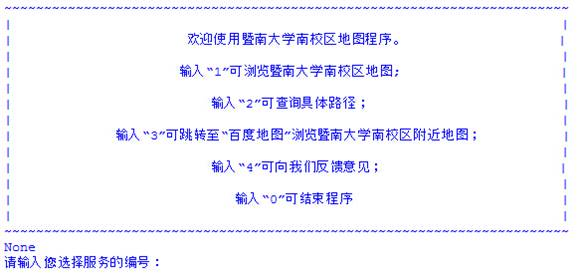 ~~~~~~~~~~~~~~~~~~~~~~~~~~~~~~~~~~~~~~~~~~~~~~~~~~~~~~~~~~~~~~~~~~~~~~
欢迎使用暨南大学南校区地图程序。
输入“1”可浏览暨南大学南校区地图;
输入“2”可查询具体路径；
输入“3”可跳转至“百度地图”浏览暨南大学南校区附近地图；
输入“4”可向我们反馈意见；
输入“0”可结束程序
~~~~~~~~~~~~~~~~~~~~~~~~~~~~~~~~~~~~~~~~~~~~~~~~~~~~~~~~~~~~~~~~~~~~~~
None
请输入您选择服务的编号：